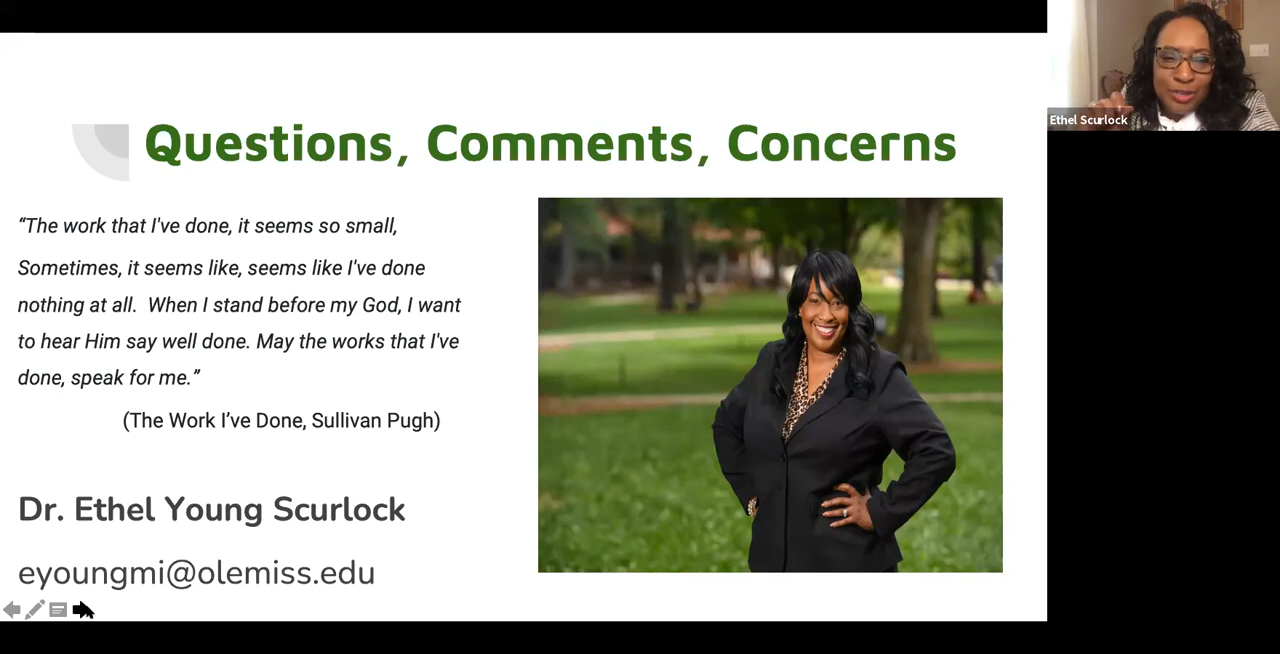 Questions, Comments, Concerns
“The work that I've done, it seems so small,
Sometimes, it seems like, seems like I've done
nothing at all.  When I stand before my God, I want
to hear Him say well done. May the works that I've
done, speak for me.”
(The Work I’ve Done, Sullivan Pugh)
Dr. Ethel Young Scurlock
eyoungmi@olemiss.edu
Ethel Scurlock